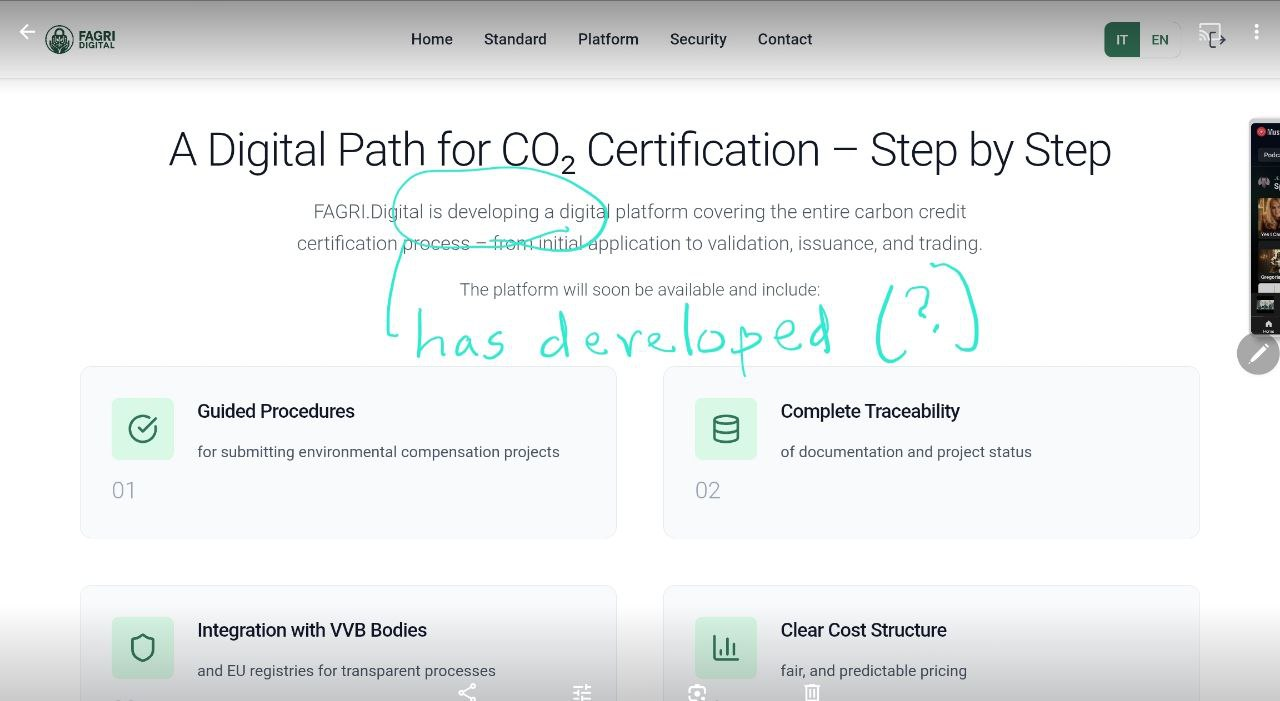 FAGRI
DIGITAL
Home Standard Platform Security Contact
IT EN
A Digital Path for CO₂ Certification – Step by Step
FAGRI.Digital is developing a digital platform covering the entire carbon credit
certification process – from initial application to validation, issuance, and trading.
The platform will soon be available and include:
has developed (?)
Guided Procedures
for submitting environmental compensation projects
01
Complete Traceability
of documentation and project status
02
Integration with VVB Bodies
and EU registries for transparent processes
Clear Cost Structure
fair, and predictable pricing